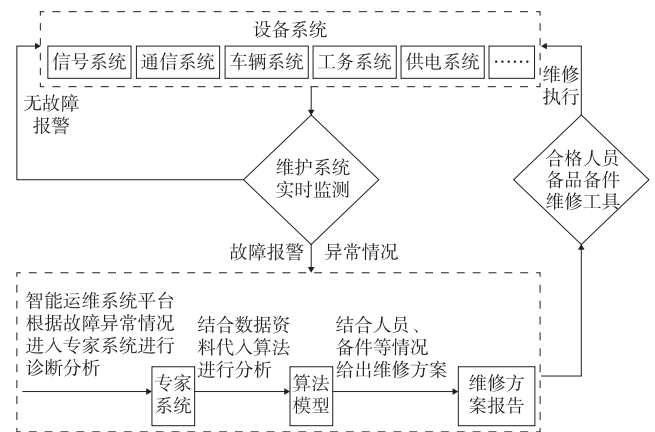 设备系统
信号系统 通信系统 车辆系统 工务系统 供电系统 ……
无故障
报警
维护系统
实时监测
维修
执行
合格人员
备品备件
维修工具
故障报警 异常情况
智能运维系统平台
根据故障异常情况
进入专家系统进行
诊断分析
专家
系统
结合数据资
料代入算法
进行分析
算法
模型
结合人员、
备件等情况
给出维修方案
维修方
案报告